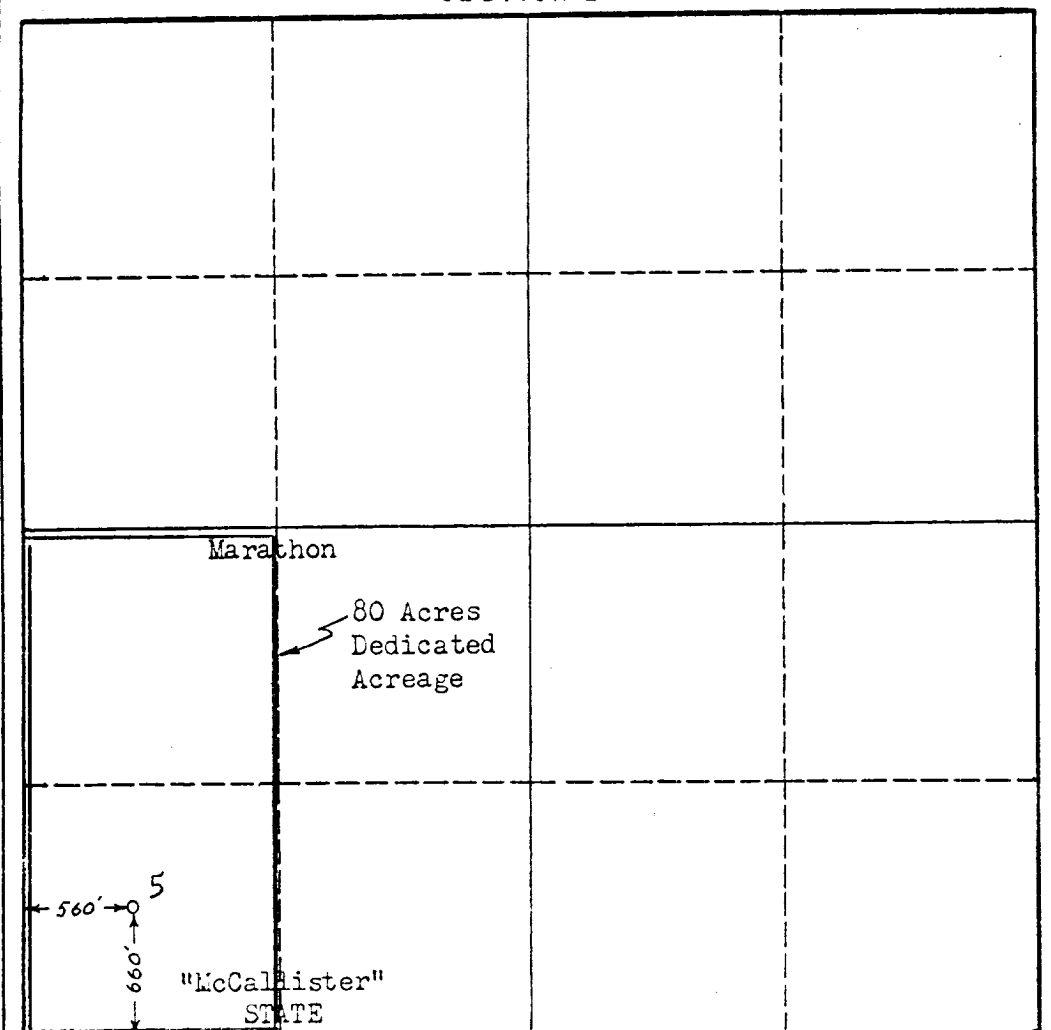 Marathon
80 Acres
Dedicated
Acreage
5
560'
660'
"McCallister"
STATE